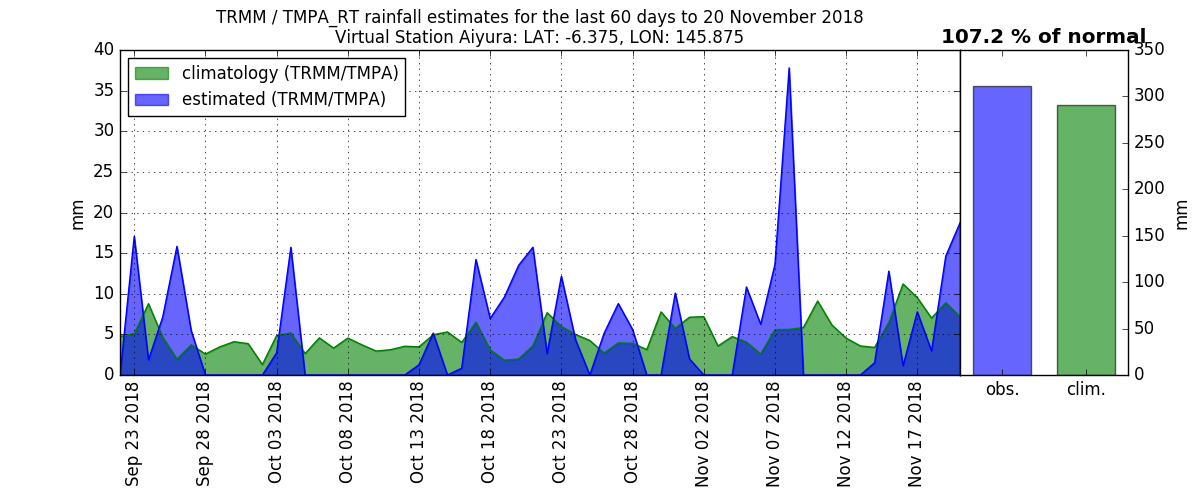 TRMM / TMPA_RT rainfall estimates for the last 60 days to 20 November 2018
Virtual Station Aiyura: LAT: -6.375, LON: 145.875
107.2 % of normal
climatology (TRMM/TMPA)
estimated (TRMM/TMPA)
mm
40
35
30
25
20
15
10
5
0
Sep 23 2018
Sep 28 2018
Oct 03 2018
Oct 08 2018
Oct 13 2018
Oct 18 2018
Oct 23 2018
Oct 28 2018
Nov 02 2018
Nov 07 2018
Nov 12 2018
Nov 17 2018
obs.
clim.
350
300
250
200
150
100
50
0
mm